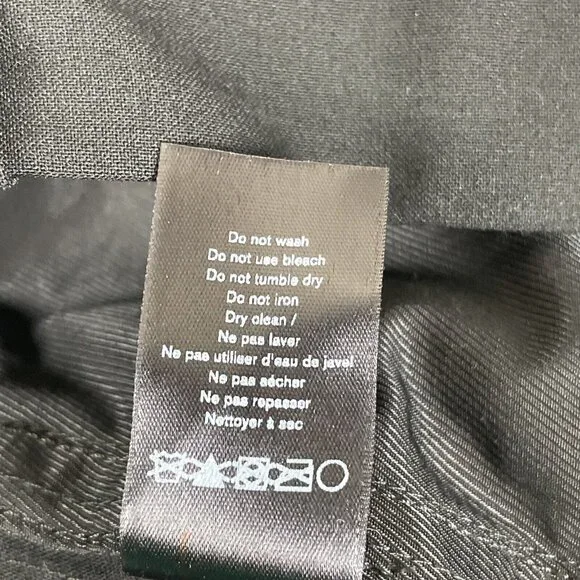 Do not wash
Do not use bleach
Do not tumble dry
Do not iron
Dry clean /
Ne pas laver
Ne pas utiliser d'eau de javel
Ne pas sécher
Ne pas repasser
Nettoyer à sec